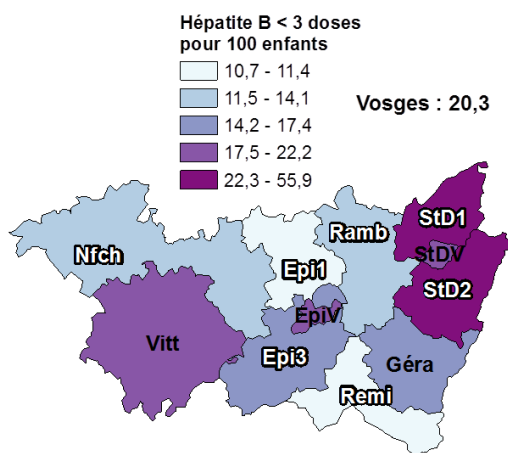 Hépatite B < 3 doses
pour 100 enfants
10,7 - 11,4
11,5 - 14,1
14,2 - 17,4
17,5 - 22,2
22,3 - 55,9
Vosges : 20,3
StD1
Ramb
StDV
Nfch
Epi1
StD2
EpiV
Vitt
Epi3
Géra
Remi